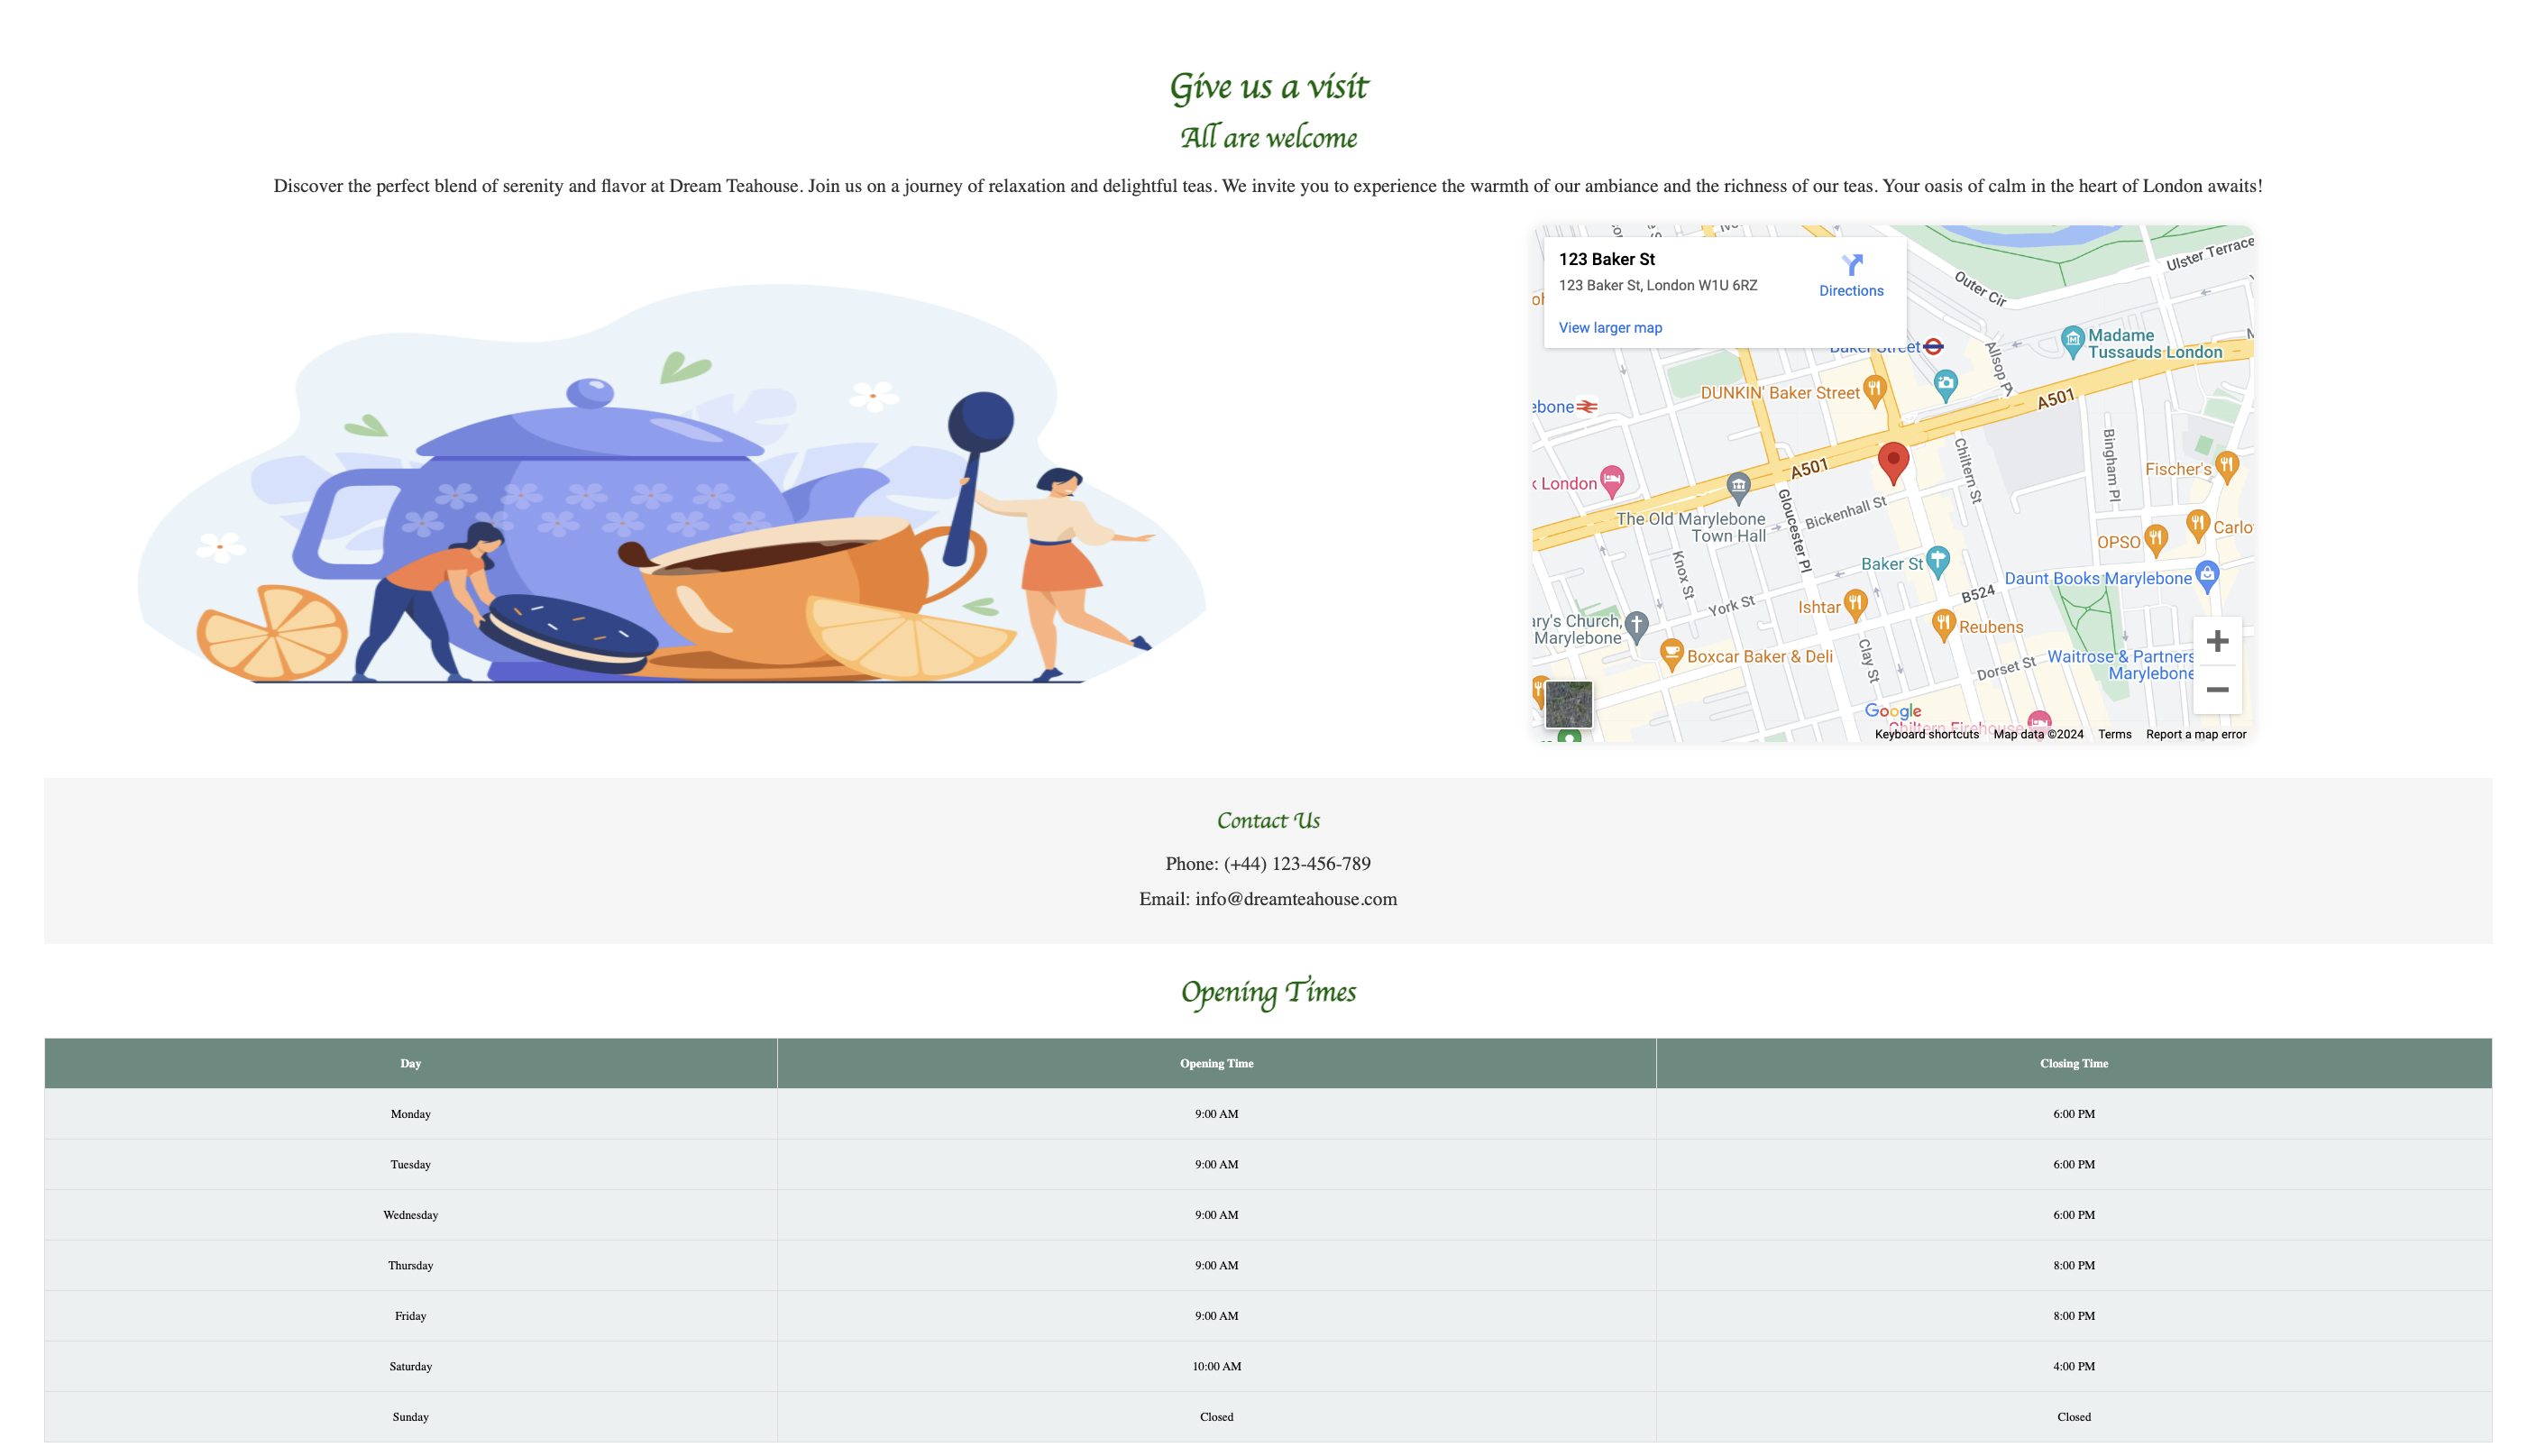 Give us a visit
All are welcome
Discover the perfect blend of serenity and flavor at Dream Teahouse. Join us on a journey of relaxation and delightful teas. We invite you to experience the warmth of our ambiance and the richness of our teas. Your oasis of calm in the heart of London awaits!
123 Baker St
123 Baker St, London W1U 6RZ
Directions
View larger map
Ulster Terrace
Outer Cir
Baker Street
Allsop Pl
Madame
Tussauds London
DUNKIN' Baker Street
A501
Chiltern St
Bingham Pl
A501
Fischer's
k London
Gloucester Pl
Bickenhall St
The Old Marylebone
Town Hall
Carlo
OPSO
Knox St
Baker St
Daunt Books Marylebone
B524
York St
Ishtar
ary's Church,
Marylebone
Reubens
Boxcar Baker & Deli
Clay St
Dorset St
Waitrose & Partners
Marylebone
Google
Chiltern Firehouse
Keyboard shortcuts Map data ©2024 Terms Report a map error
Contact Us
Phone: (+44) 123-456-789
Email: info@dreamteahouse.com
Opening Times
Day Opening Time Closing Time
Monday 9:00 AM 6:00 PM
Tuesday 9:00 AM 6:00 PM
Wednesday 9:00 AM 6:00 PM
Thursday 9:00 AM 8:00 PM
Friday 9:00 AM 8:00 PM
Saturday 10:00 AM 4:00 PM
Sunday Closed Closed